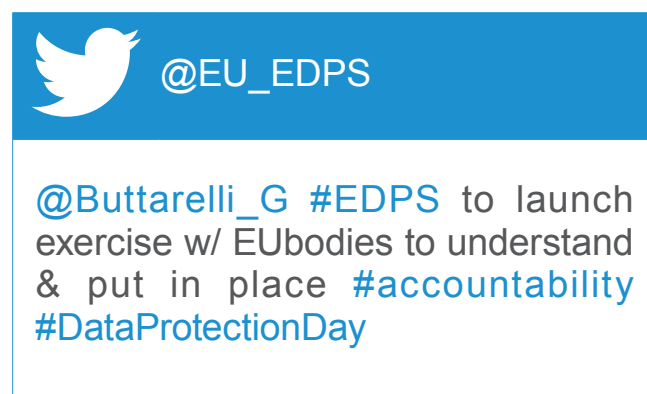 @EU_EDPS
@Buttarelli_G #EDPS to launch
exercise w/ EUbodies to understand
& put in place #accountability
#DataProtectionDay